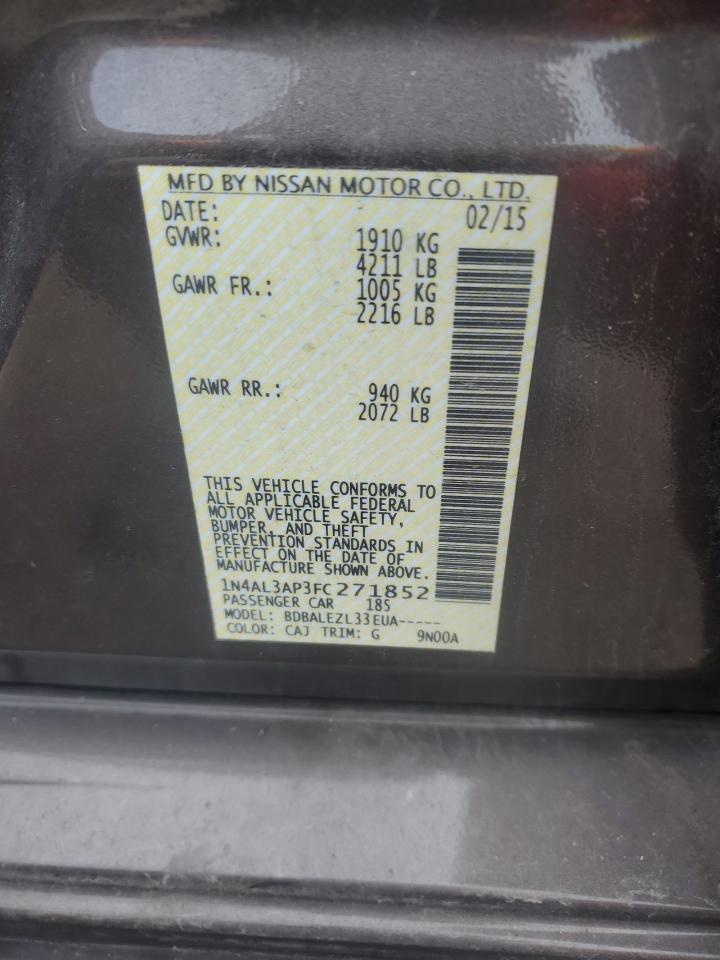 MFD BY NISSAN MOTOR CO., LTD.
DATE: 02/15
GVWR: 1910 KG
4211 LB
GAWR FR.: 1005 KG
2216 LB
GAWR RR.: 940 KG
2072 LB
THIS VEHICLE CONFORMS TO
ALL APPLICABLE FEDERAL
MOTOR VEHICLE SAFETY,
BUMPER, AND THEFT
PREVENTION STANDARDS IN
EFFECT ON THE DATE OF
MANUFACTURE SHOWN ABOVE.
1N4AL3AP3FC271852
PASSENGER CAR 185
MODEL: BDBALEZL33EUA-----
COLOR: CAJ TRIM: G 9N00A